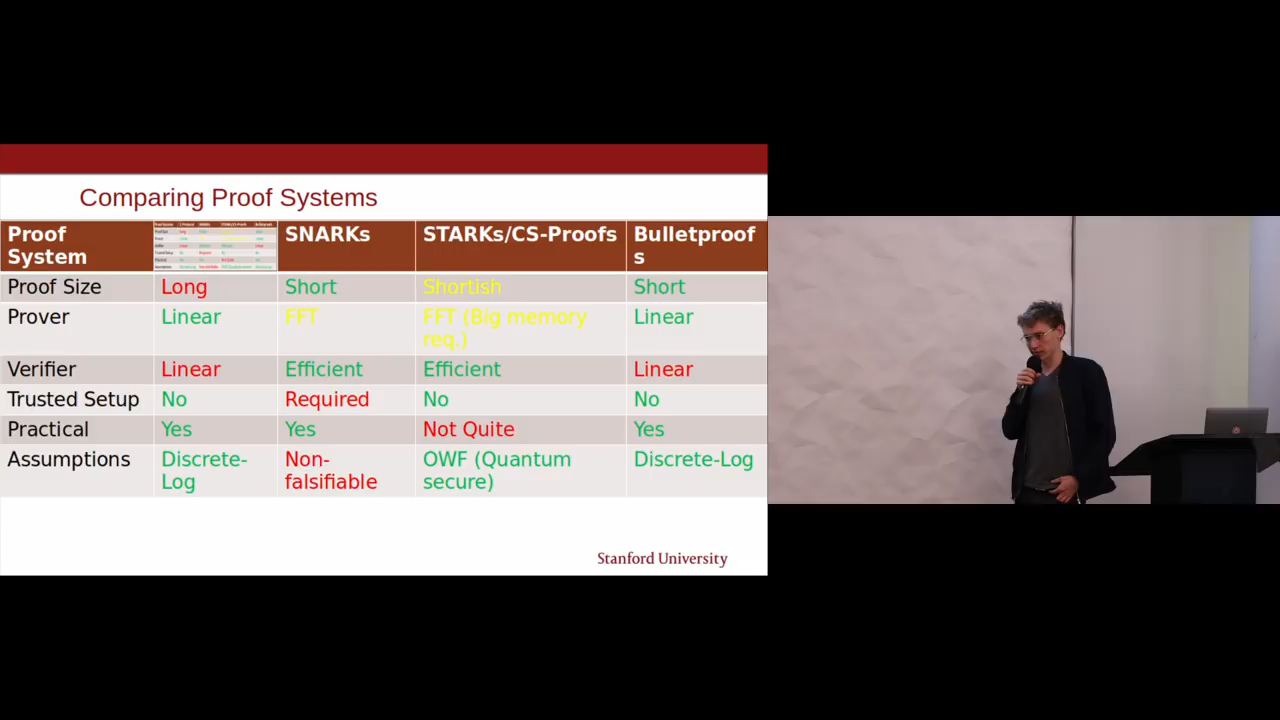 Comparing Proof Systems
Proof System SNARKs STARKs/CS-Proofs Bulletproofs
Proof Size Long Short Shortish Short
Prover Linear FFT FFT (Big memory req.) Linear
Verifier Linear Efficient Efficient Linear
Trusted Setup No Required No No
Practical Yes Yes Not Quite Yes
Assumptions Discrete-Log Non-falsifiable OWF (Quantum secure) Discrete-Log
Stanford University